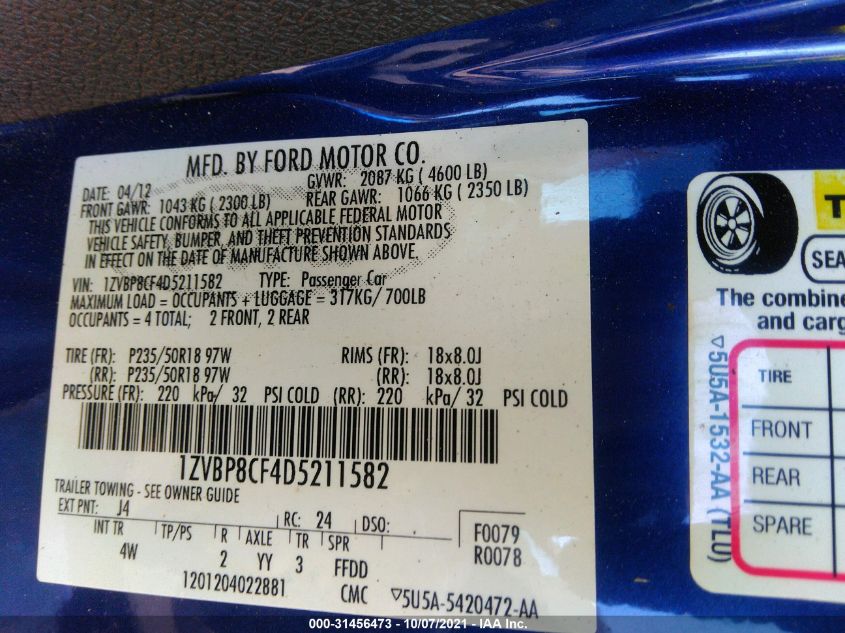 MFD. BY FORD MOTOR CO.
DATE: 04/12 GVWR: 2087 KG ( 4600 LB)
FRONT GAWR: 1043 KG ( 2300 LB) REAR GAWR: 1066 KG ( 2350 LB)
THIS VEHICLE CONFORMS TO ALL APPLICABLE FEDERAL MOTOR
VEHICLE SAFETY, BUMPER, AND THEFT PREVENTION STANDARDS
IN EFFECT ON THE DATE OF MANUFACTURE SHOWN ABOVE.
VIN: 1ZVBP8CF4D5211582 TYPE: Passenger Car
MAXIMUM LOAD = OCCUPANTS + LUGGAGE = 317KG/ 700LB
OCCUPANTS = 4 TOTAL; 2 FRONT, 2 REAR
TIRE (FR): P235/50R18 97W RIMS (FR): 18x8.0J
(RR): P235/50R18 97W (RR): 18x8.0J
PRESSURE (FR): 220 kPa/ 32 PSI COLD (RR): 220 kPa/ 32 PSI COLD
1ZVBP8CF4D5211582
TRAILER TOWING - SEE OWNER GUIDE
EXT PNT: J4 RC: 24 DSO: F0079
INT TR TP/PS R AXLE TR SPR R0078
4W 2 YY 3 FFDD
1201204022881 CMC ▽5U5A-5420472-AA
T
SEA
The combine
and carg
TIRE
FRONT
REAR
SPARE
▽5U5A-1532-AA (TLU)
000-31456473 - 10/07/2021 - IAA Inc.